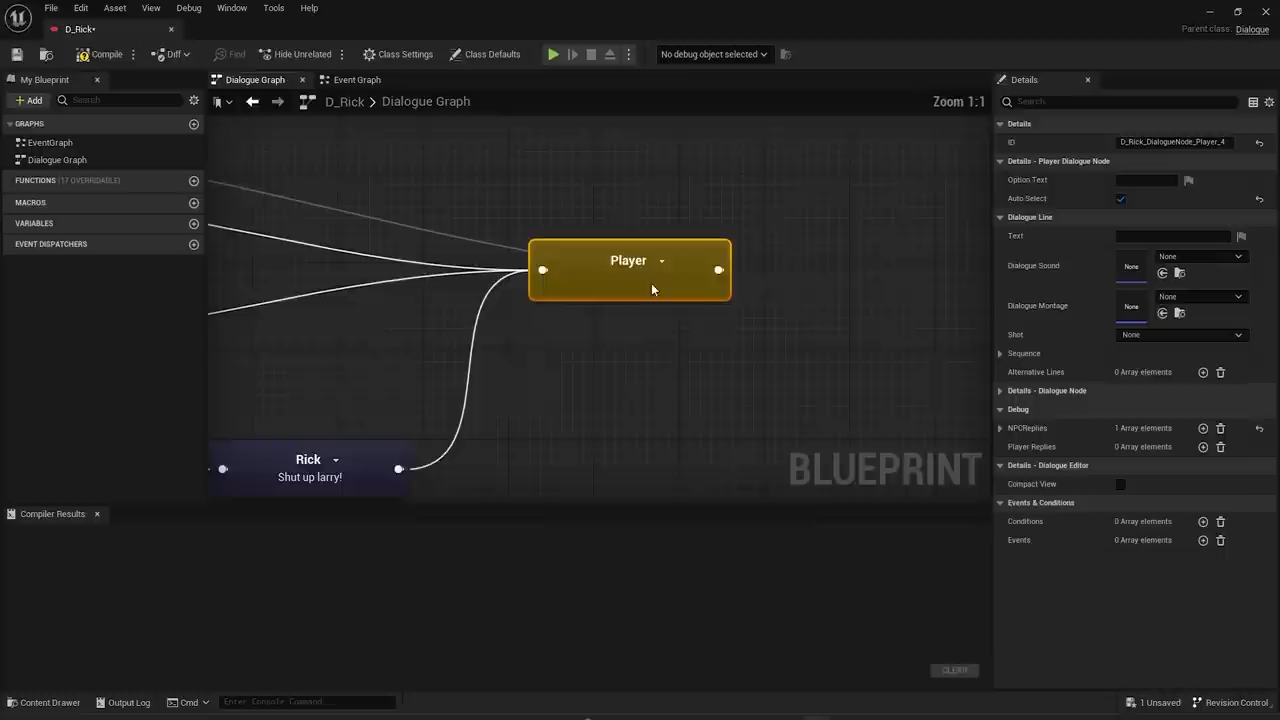 File Edit Asset View Debug Window Tools Help
D_Rick•
Parent class: Dialogue
Compile Diff Find Hide Unrelated Class Settings Class Defaults No debug object selected
My Blueprint Dialogue Graph Event Graph Details
Add Search D_Rick > Dialogue Graph Zoom 1:1 Search
GRAPHS
EventGraph
Dialogue Graph
FUNCTIONS (17 OVERRIDABLE)
MACROS
VARIABLES
EVENT DISPATCHERS
Player
Rick
Shut up larry!
BLUEPRINT
Details
ID D_Rick_DialogueNode_Player_4
Details - Player Dialogue Node
Option Text
Auto Select
Dialogue Line
Text
Dialogue Sound None None
Dialogue Montage None None
Shot None
Sequence
Alternative Lines 0 Array elements
Details - Dialogue Node
Debug
NPCReplies 1 Array elements
Player Replies 0 Array elements
Details - Dialogue Editor
Compact View
Events & Conditions
Conditions 0 Array elements
Events 0 Array elements
Compiler Results
CLEAR
Content Drawer Output Log Cmd Enter Console Command... 1 Unsaved Revision Control